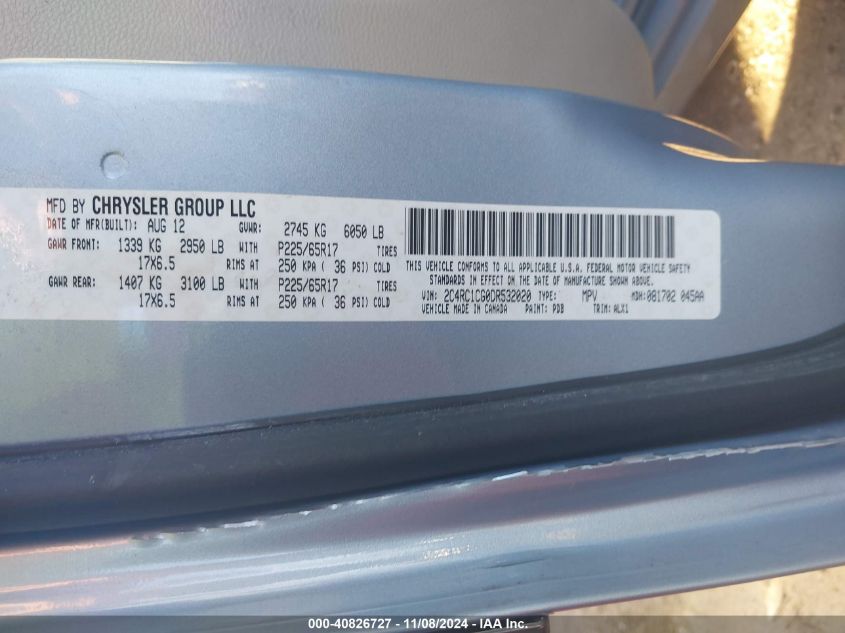 MFD BY CHRYSLER GROUP LLC
DATE OF MFR(BUILT): AUG 12 GVWR: 2745 KG 6050 LB
GAWR FRONT: 1339 KG 2950 LB WITH P225/65R17 TIRES
17X6.5 RIMS AT 250 KPA ( 36 PSI) COLD
GAWR REAR: 1407 KG 3100 LB WITH P225/65R17 TIRES
17X6.5 RIMS AT 250 KPA ( 36 PSI) COLD
THIS VEHICLE CONFORMS TO ALL APPLICABLE U.S.A. FEDERAL MOTOR VEHICLE SAFETY
STANDARDS IN EFFECT ON THE DATE OF MANUFACTURE SHOWN ABOVE.
VIN: 2C4RC1CG0DR532020 TYPE: MPV MDH: 081702 045AA
VEHICLE MADE IN CANADA PAINT: PDB TRIM: ALX1
000-40826727 - 11/08/2024 - IAA Inc.